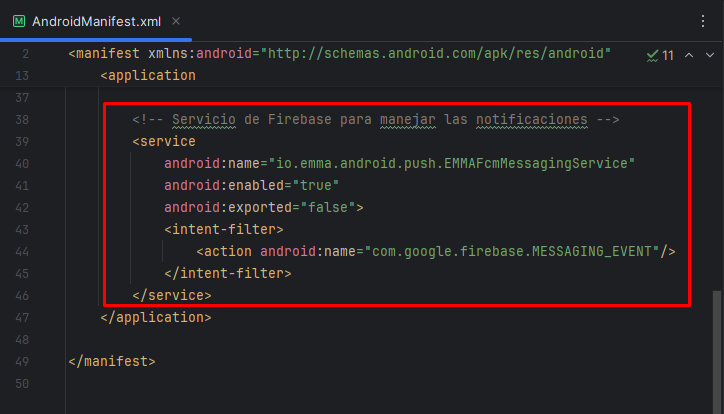 AndroidManifest.xml
2 <manifest xmlns:android="http://schemas.android.com/apk/res/android" 11
13 <application
37
38 <!-- Servicio de Firebase para manejar las notificaciones -->
39 <service
40 android:name="io.emma.android.push.EMMAFcmMessagingService"
41 android:enabled="true"
42 android:exported="false">
43 <intent-filter>
44 <action android:name="com.google.firebase.MESSAGING_EVENT"/>
45 </intent-filter>
46 </service>
47 </application>
48
49 </manifest>
50